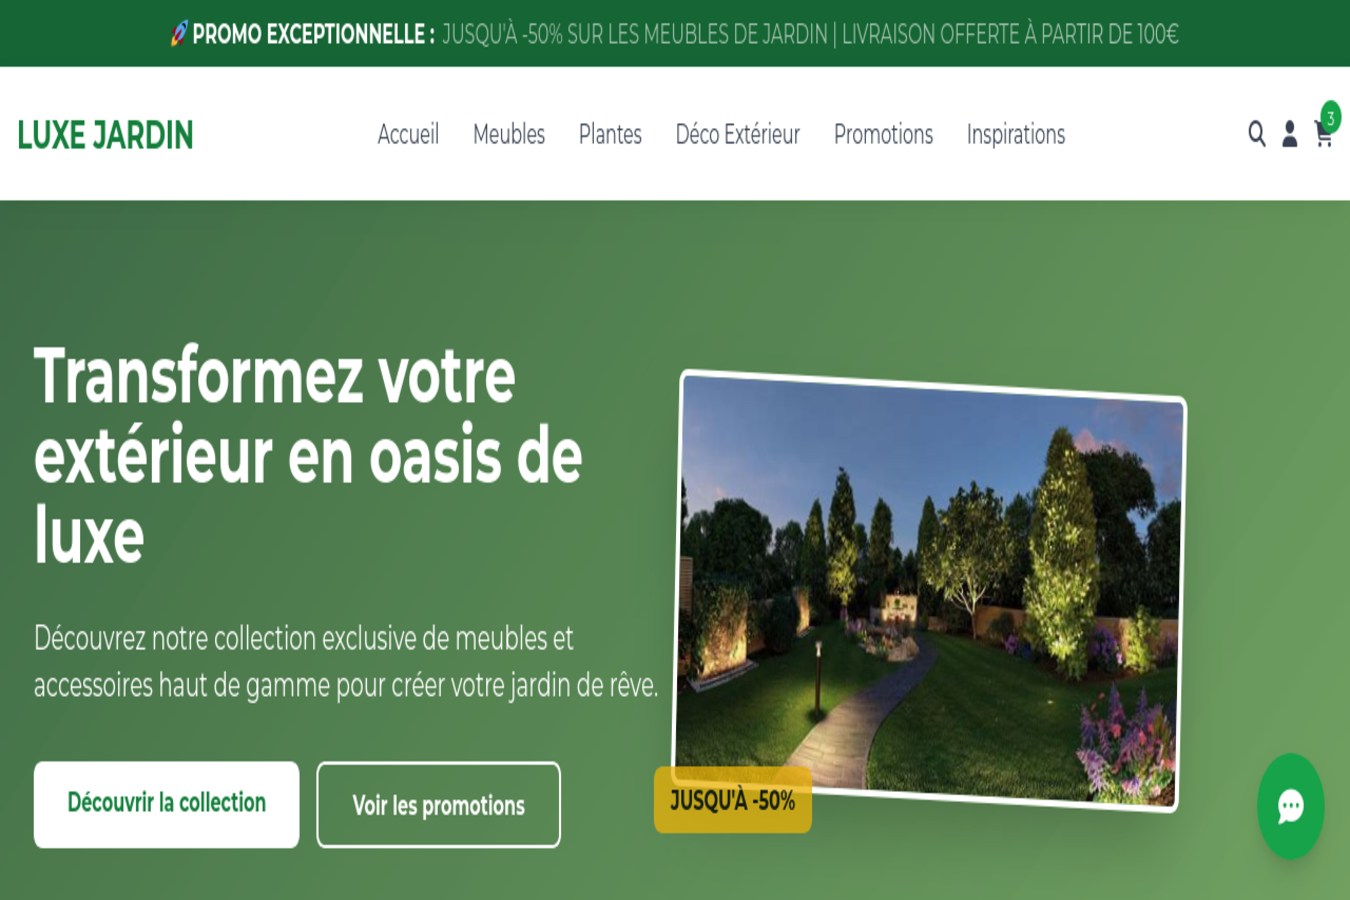 🚀 PROMO EXCEPTIONNELLE : JUSQU'À -50% SUR LES MEUBLES DE JARDIN | LIVRAISON OFFERTE À PARTIR DE 100€
LUXE JARDIN
Accueil Meubles Plantes Déco Extérieur Promotions Inspirations
3
Transformez votre
extérieur en oasis de
luxe
Découvrez notre collection exclusive de meubles et
accessoires haut de gamme pour créer votre jardin de rêve.
Découvrir la collection
Voir les promotions
JUSQU'À -50%